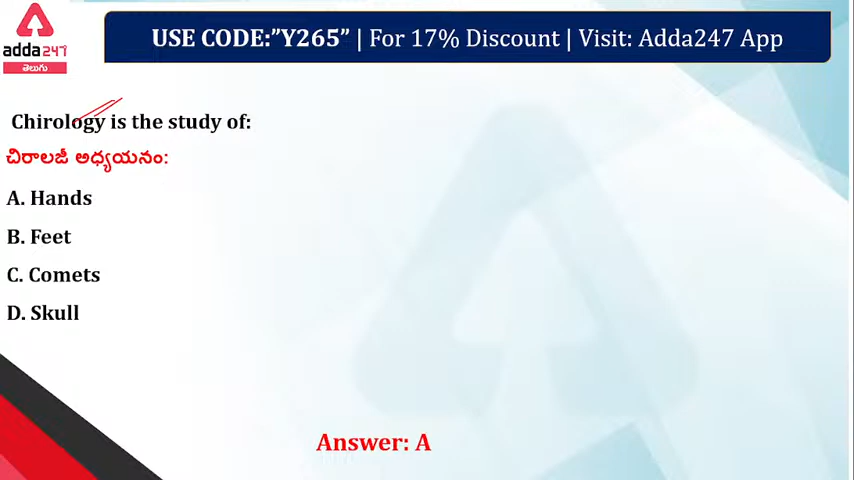 adda247
తెలుగు
USE CODE:”Y265” | For 17% Discount | Visit: Adda247 App
Chirology is the study of:
చిరాలజీ అధ్యయనం:
A. Hands
B. Feet
C. Comets
D. Skull
Answer: A